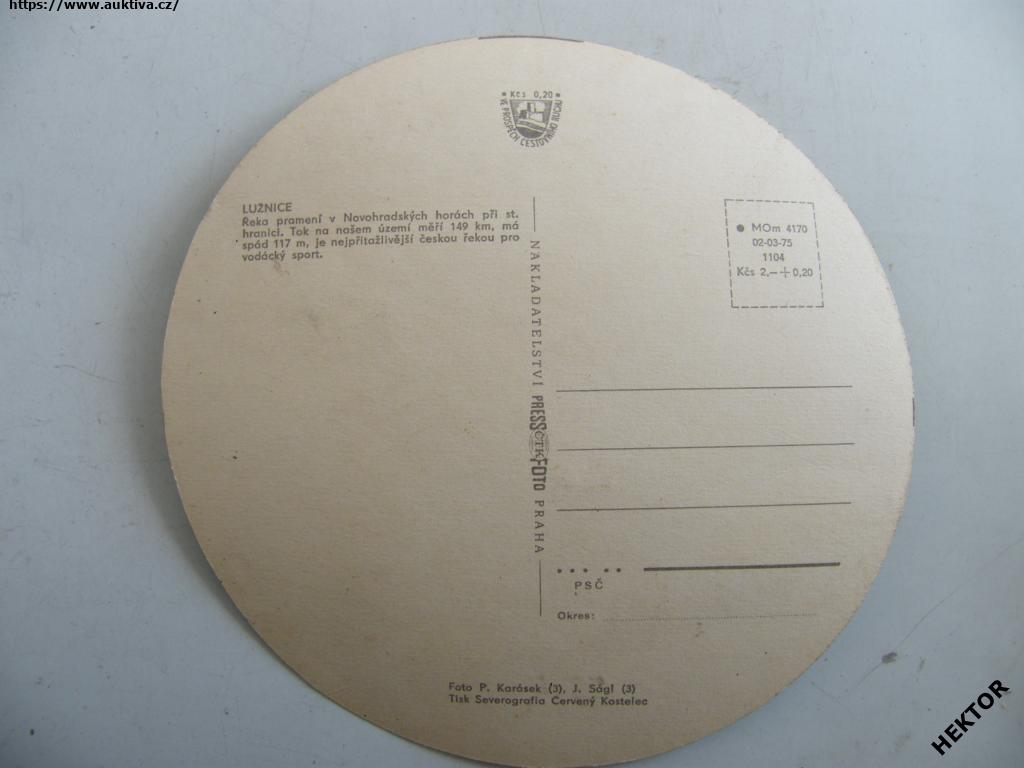 https://www.auktiva.cz/
• Kčs 0,20 •
VE PROSPĚCH CESTOVNÍHO RUCHU
LUŽNICE
Řeka pramení v Novohradských horách při st.
hranici. Tok na našem území měří 149 km, má
spád 117 m, je nejpřitažlivější českou řekou pro
vodácký sport.
NAKLADATELSTVÍ PRESSFOTO PRAHA
ČTK
● MOm 4170
02-03-75
1104
Kčs 2,–÷0,20
PSČ
Okres:
Foto P. Karásek (3), J. Ságl (3)
Tisk Severografia Červený Kostelec
HEKTOR